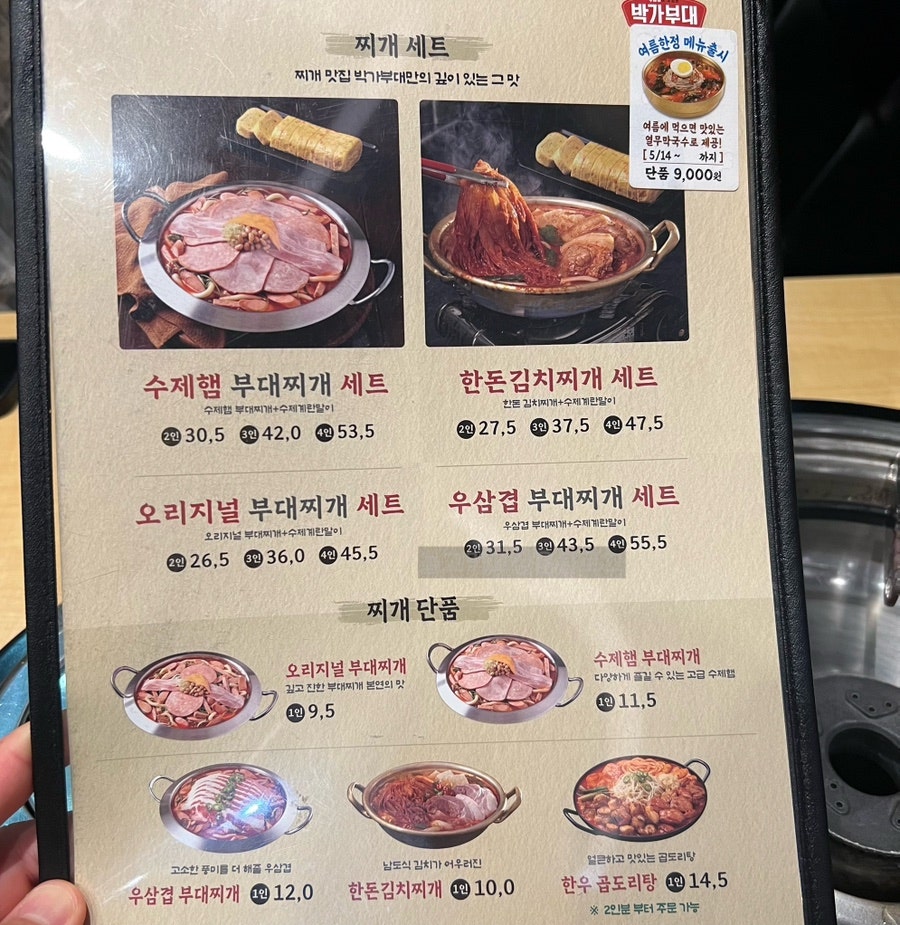 박가부대
여름한정 메뉴출시
여름에 먹으면 맛있는
열무막국수로 제공!
[ 5/14 ~ 까지 ]
단품 9,000원
찌개 세트
찌개 맛집 박가부대만의 깊이 있는 그 맛
수제햄 부대찌개 세트
수제햄 부대찌개+수제계란말이
2인 30,5 3인 42,0 4인 53,5
한돈김치찌개 세트
한돈 김치찌개+수제계란말이
2인 27,5 3인 37,5 4인 47,5
오리지널 부대찌개 세트
오리지널 부대찌개+수제계란말이
2인 26,5 3인 36,0 4인 45,5
우삼겹 부대찌개 세트
우삼겹 부대찌개+수제계란말이
2인 31,5 3인 43,5 4인 55,5
찌개 단품
오리지널 부대찌개
깊고 진한 부대찌개 본연의 맛
1인 9,5
수제햄 부대찌개
다양하게 즐길 수 있는 고급 수제햄
1인 11,5
고소한 풍미를 더 해줄 우삼겹
우삼겹 부대찌개 1인 12,0
남도식 김치가 어우러진
한돈김치찌개 1인 10,0
얼큰하고 맛있는 곱도리탕
한우 곱도리탕 1인 14,5
※ 2인분 부터 주문 가능